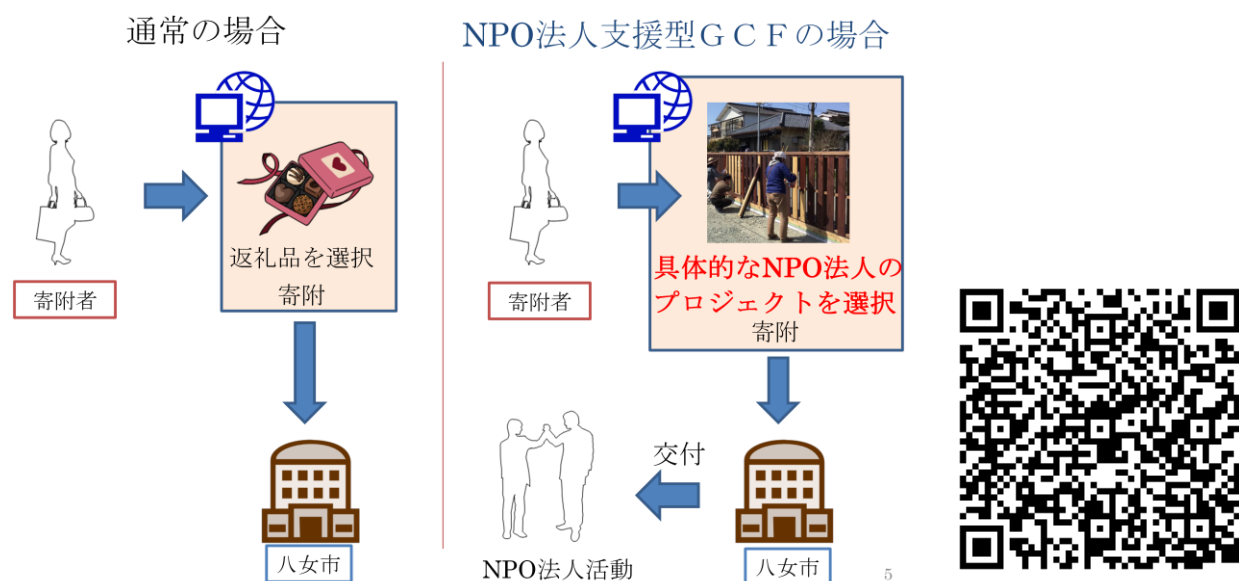 通常の場合
返礼品を選択
寄附
寄附者
八女市
NPO法人支援型ＧＣＦの場合
具体的なNPO法人の
プロジェクトを選択
寄附
寄附者
交付
NPO法人活動
八女市
5